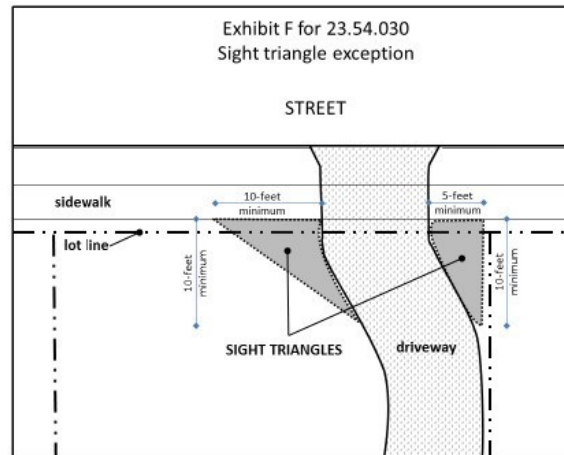 Exhibit F for 23.54.030
Sight triangle exception
STREET
sidewalk
10-feet
minimum
5-feet
minimum
lot line
10-feet
minimum
10-feet
minimum
SIGHT TRIANGLES
driveway